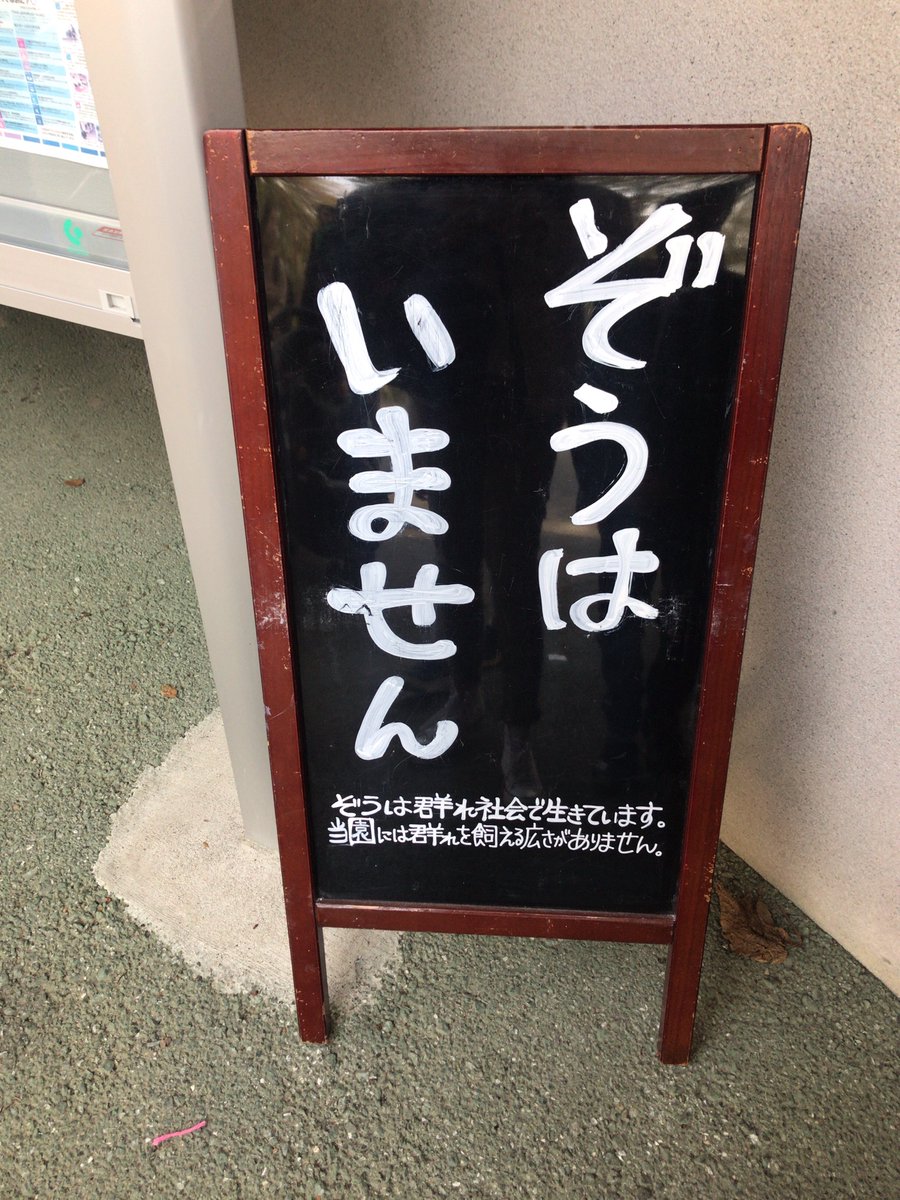 ぞうは
いません
ぞうは群れ社会で生きています。
当園には群れを飼える広さがありません。